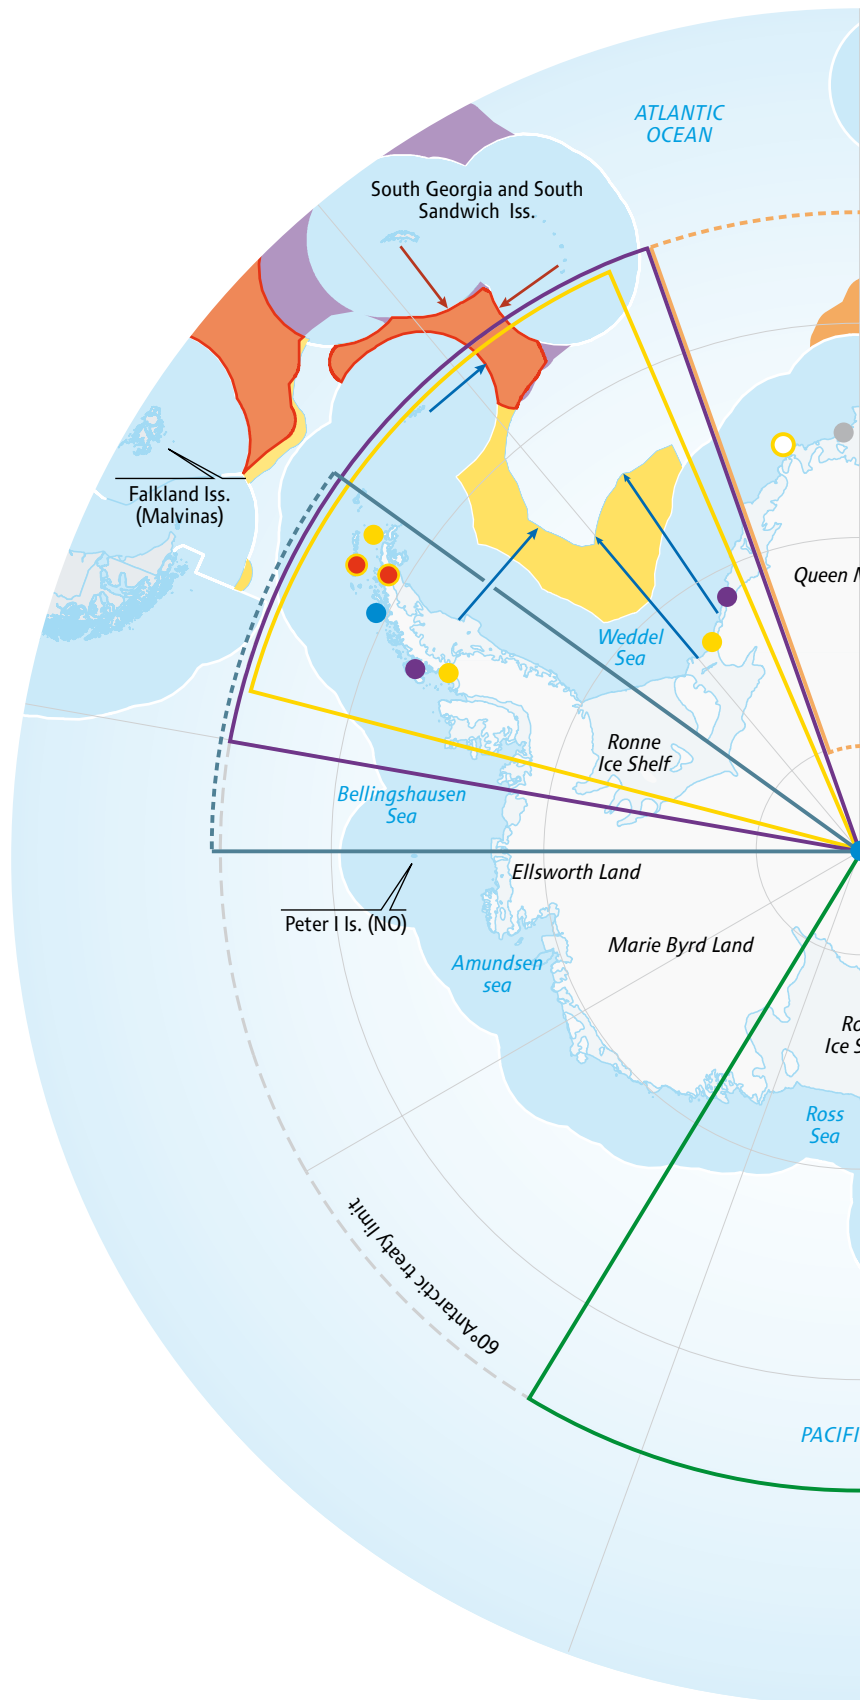 ATLANTIC
OCEAN
South Georgia and South
Sandwich Iss.
Falkland Iss.
(Malvinas)
Queen
Weddel
Sea
Ronne
Ice Shelf
Bellingshausen
Sea
Ellsworth Land
Peter I Is. (NO)
Marie Byrd Land
Amundsen
sea
Ro
Ice S
Ross
Sea
60° Antarctic treaty limit
PACIFI